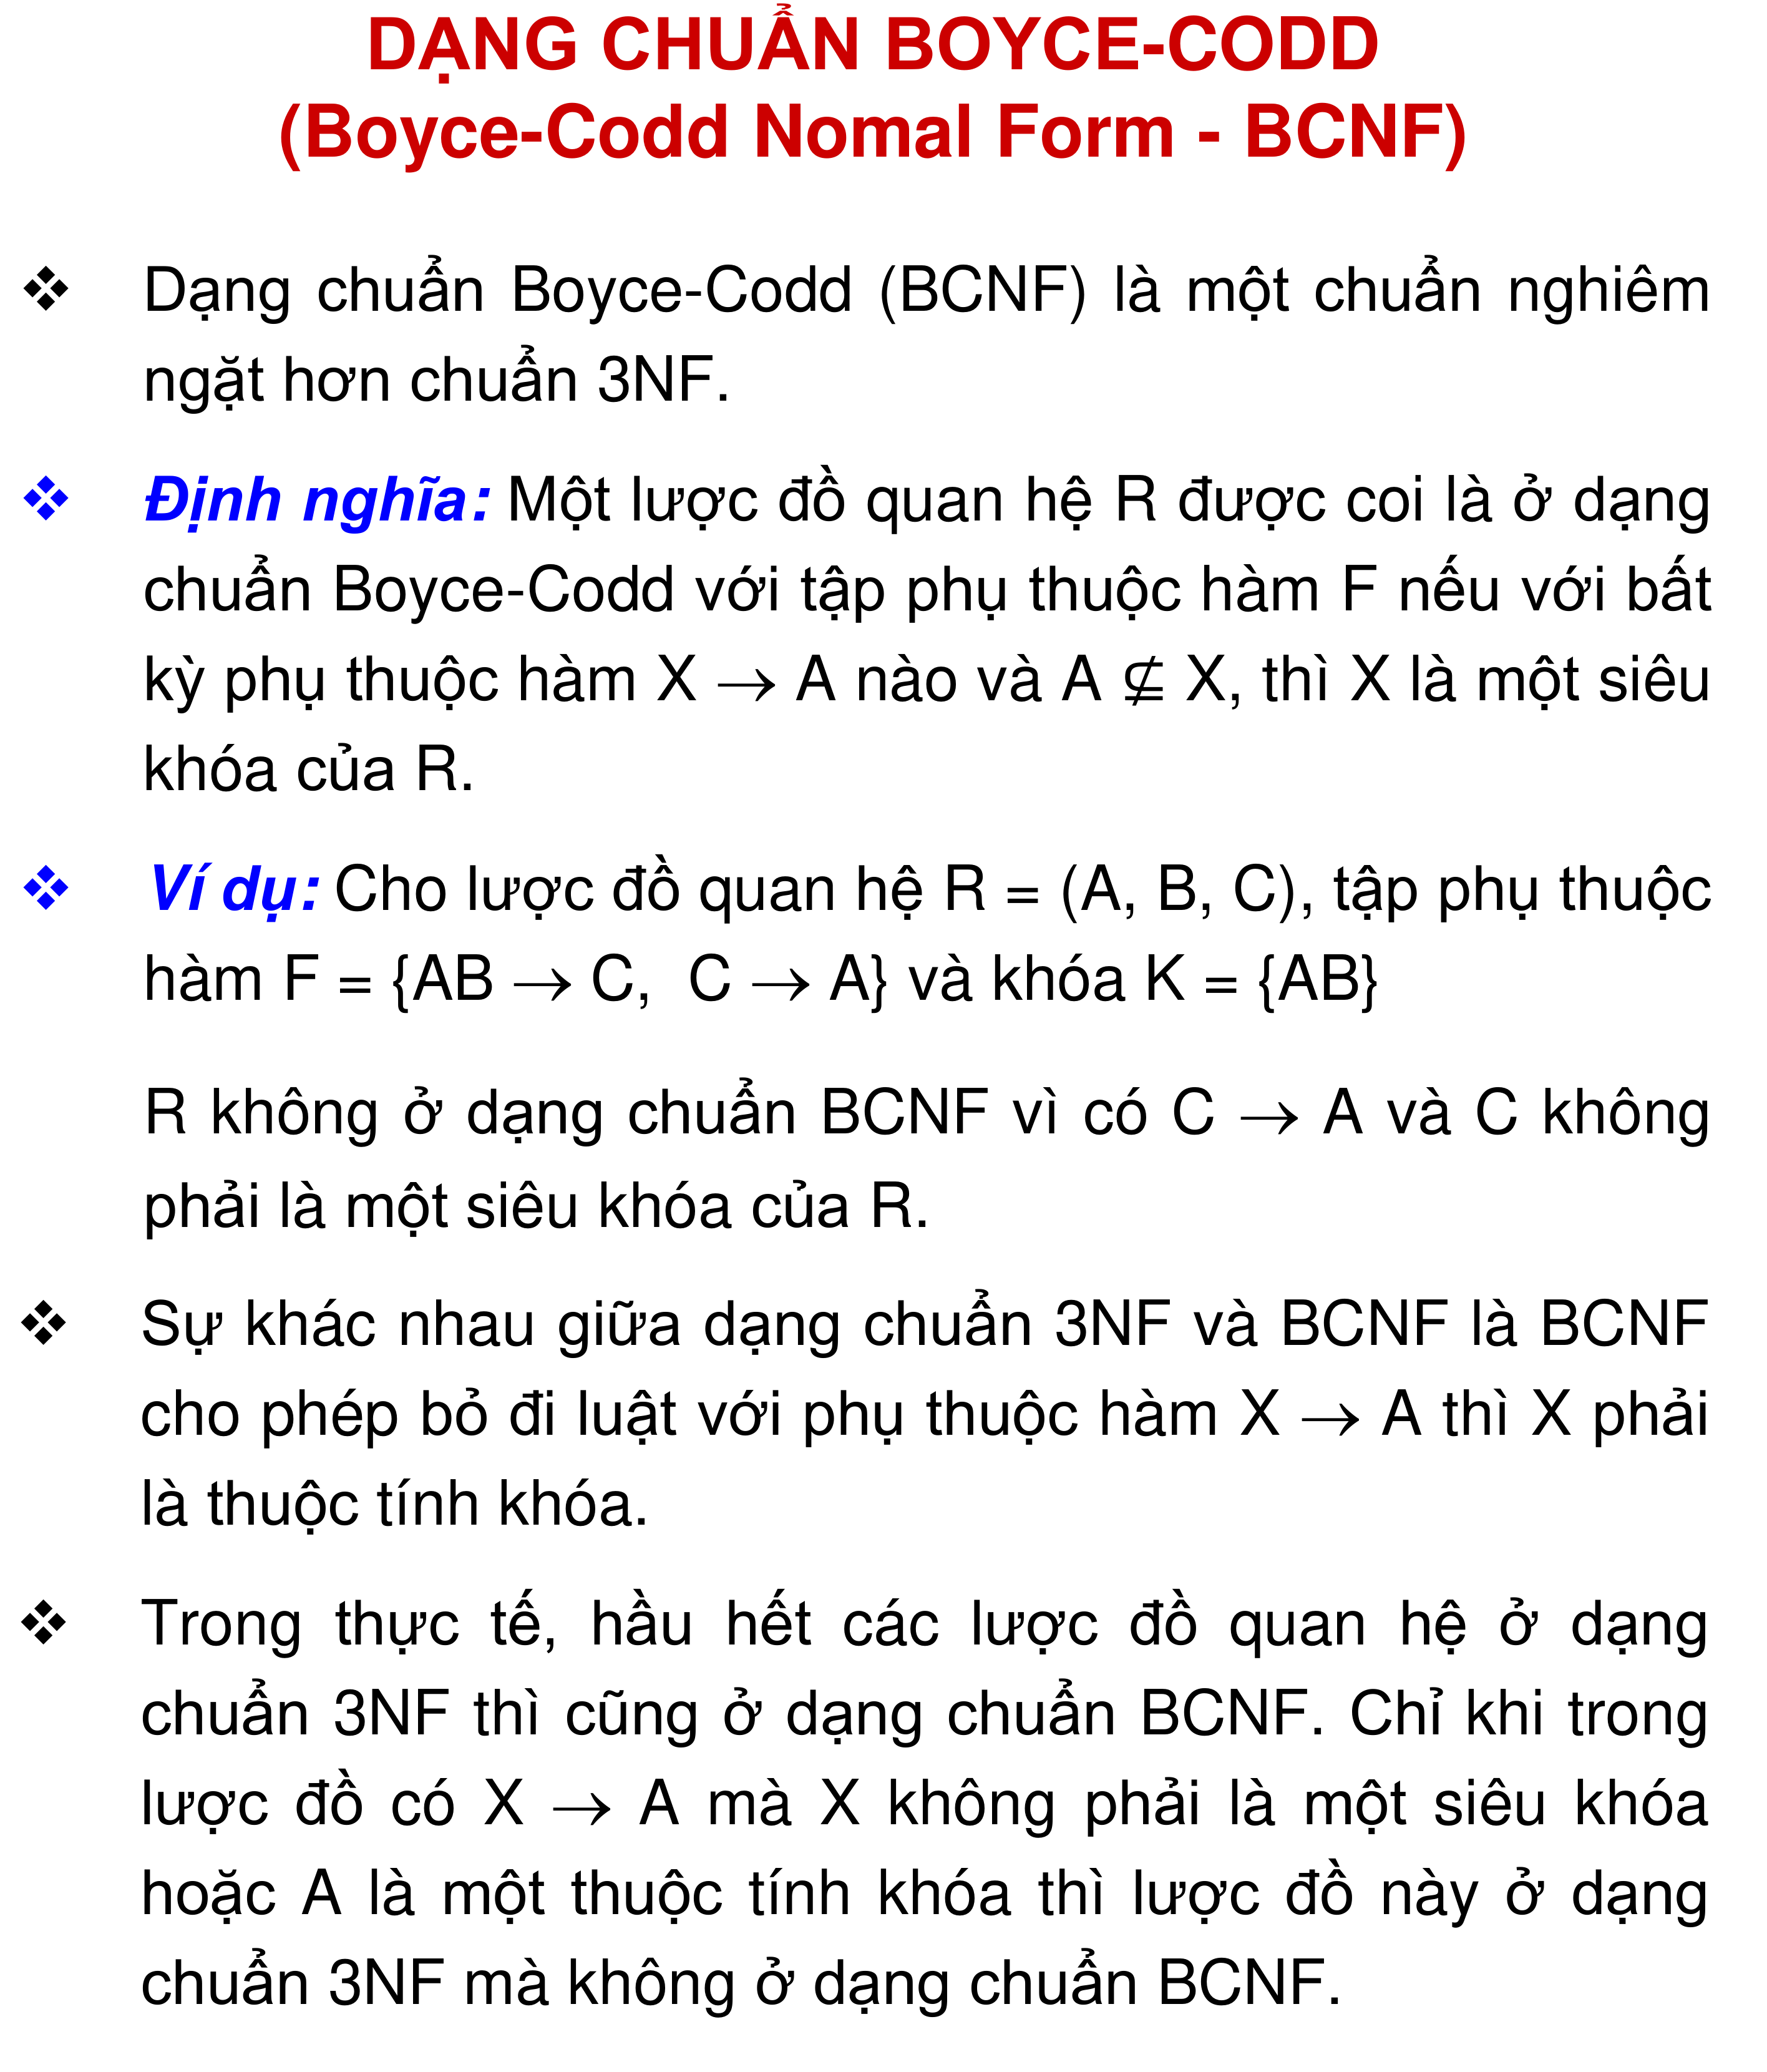 DẠNG CHUẨN BOYCE-CODD
(Boyce-Codd Nomal Form - BCNF)
❖ Dạng chuẩn Boyce-Codd (BCNF) là một chuẩn nghiêm
ngặt hơn chuẩn 3NF.
❖ Định nghĩa: Một lược đồ quan hệ R được coi là ở dạng
chuẩn Boyce-Codd với tập phụ thuộc hàm F nếu với bất
kỳ phụ thuộc hàm X → A nào và A ⊈ X, thì X là một siêu
khóa của R.
❖ Ví dụ: Cho lược đồ quan hệ R = (A, B, C), tập phụ thuộc
hàm F = {AB → C, C → A} và khóa K = {AB}
R không ở dạng chuẩn BCNF vì có C → A và C không
phải là một siêu khóa của R.
❖ Sự khác nhau giữa dạng chuẩn 3NF và BCNF là BCNF
cho phép bỏ đi luật với phụ thuộc hàm X → A thì X phải
là thuộc tính khóa.
❖ Trong thực tế, hầu hết các lược đồ quan hệ ở dạng
chuẩn 3NF thì cũng ở dạng chuẩn BCNF. Chỉ khi trong
lược đồ có X → A mà X không phải là một siêu khóa
hoặc A là một thuộc tính khóa thì lược đồ này ở dạng
chuẩn 3NF mà không ở dạng chuẩn BCNF.